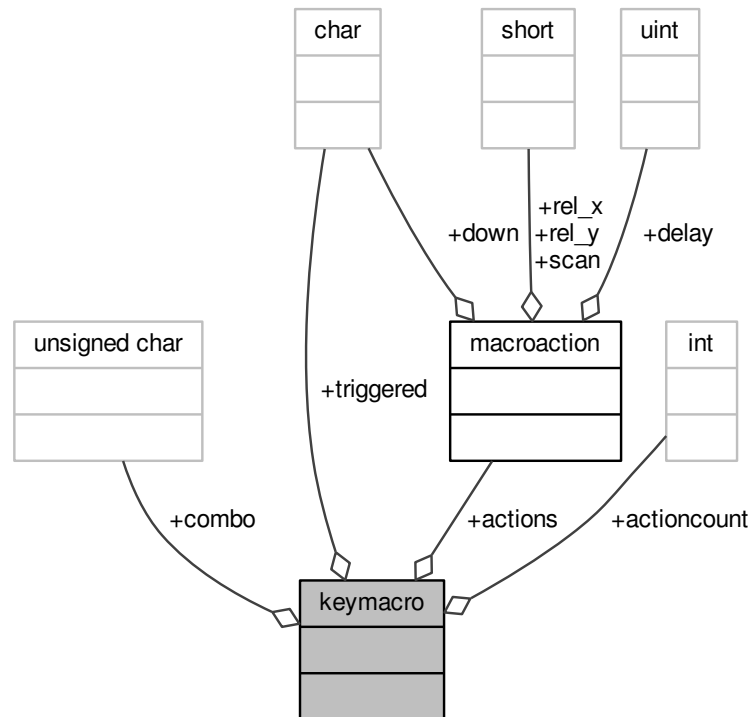 char
short
uint
+rel_x
+down
+rel_y
+delay
+scan
unsigned char
macroaction
int
+triggered
+combo
+actions
+actioncount
keymacro